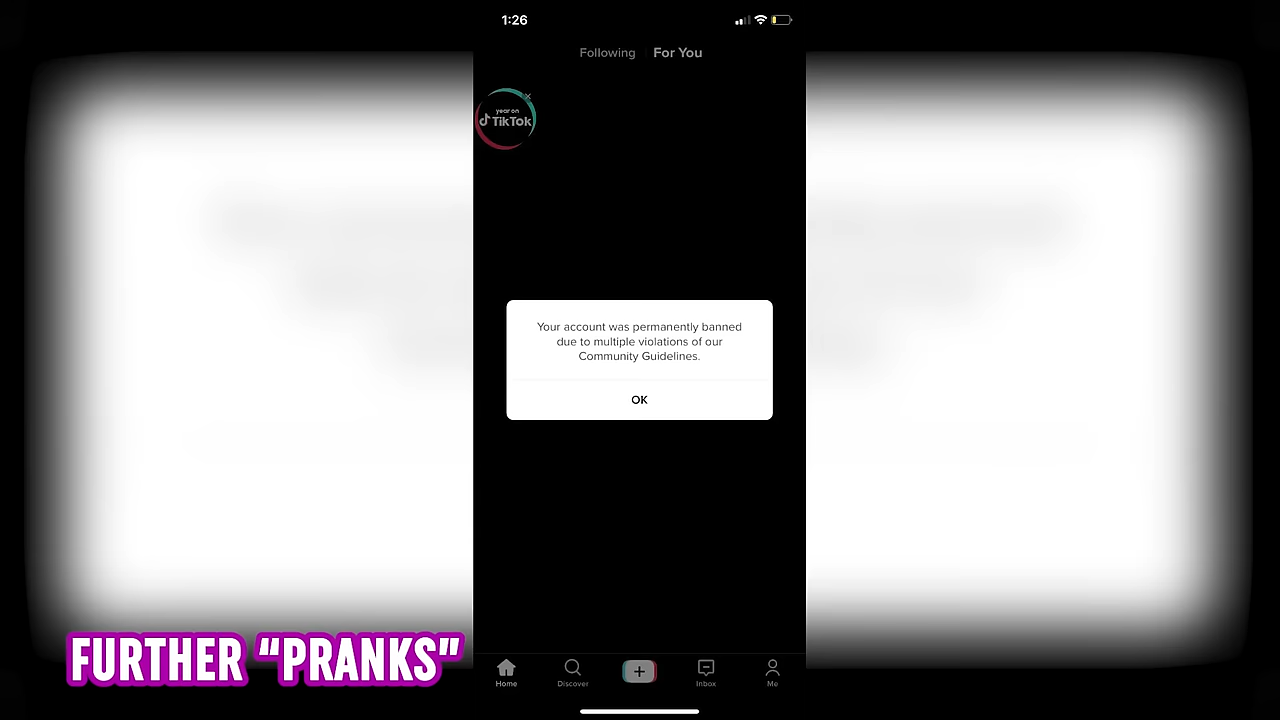 1:26
Following For You
year on
TikTok
Your account was permanently banned
due to multiple violations of our
Community Guidelines.
OK
FURTHER “PRANKS”
Home Discover Inbox Me